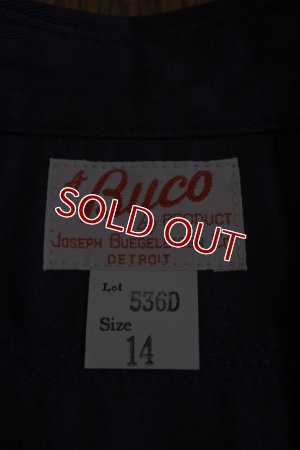 A Buco
PRODUCT
JOSEPH BUEGEL
DETROIT
SOLD OUT
Lot 536D
Size
14